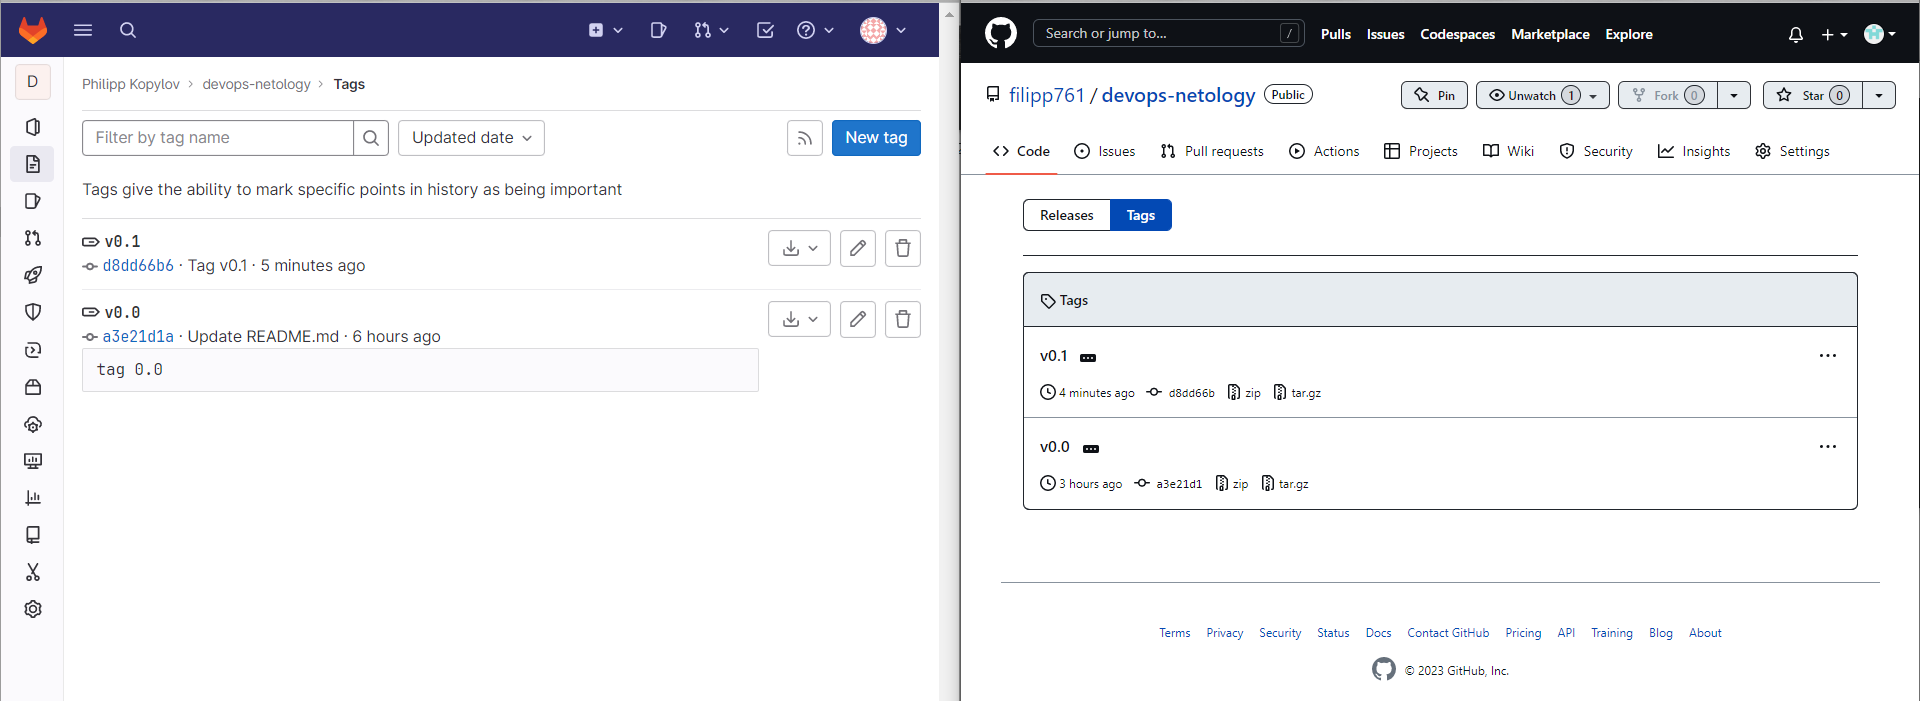 D
Philipp Kopylov > devops-netology > Tags
Filter by tag name
Updated date
New tag
Tags give the ability to mark specific points in history as being important
v0.1
d8dd66b6 · Tag v0.1 · 5 minutes ago
v0.0
a3e21d1a · Update README.md · 6 hours ago
tag 0.0
Search or jump to... /
Pulls Issues Codespaces Marketplace Explore
filipp761 / devops-netology Public
Pin Unwatch 1 Fork 0 Star 0
Code Issues Pull requests Actions Projects Wiki Security Insights Settings
Releases Tags
Tags
v0.1 ...
4 minutes ago d8dd66b zip tar.gz
v0.0 ...
3 hours ago a3e21d1 zip tar.gz
Terms Privacy Security Status Docs Contact GitHub Pricing API Training Blog About
© 2023 GitHub, Inc.